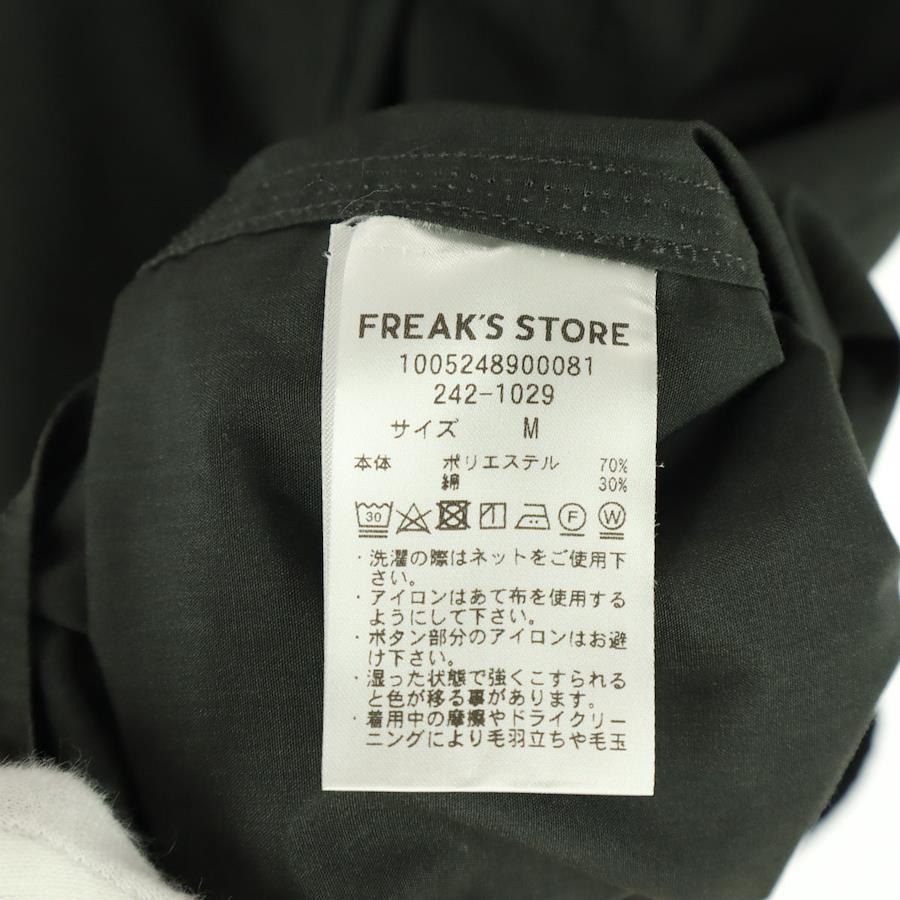 FREAK'S STORE
1005248900081
242-1029
サイズ M
本体 ポリエステル 70%
綿 30%
30 F W
・洗濯の際はネットをご使用下
さい。
・アイロンはあて布を使用する
ようにして下さい。
・ボタン部分のアイロンはお避
け下さい。
・湿った状態で強くこすられる
と色が移る事があります。
・着用中の摩擦やドライクリー
ニングにより毛羽立ちや毛玉